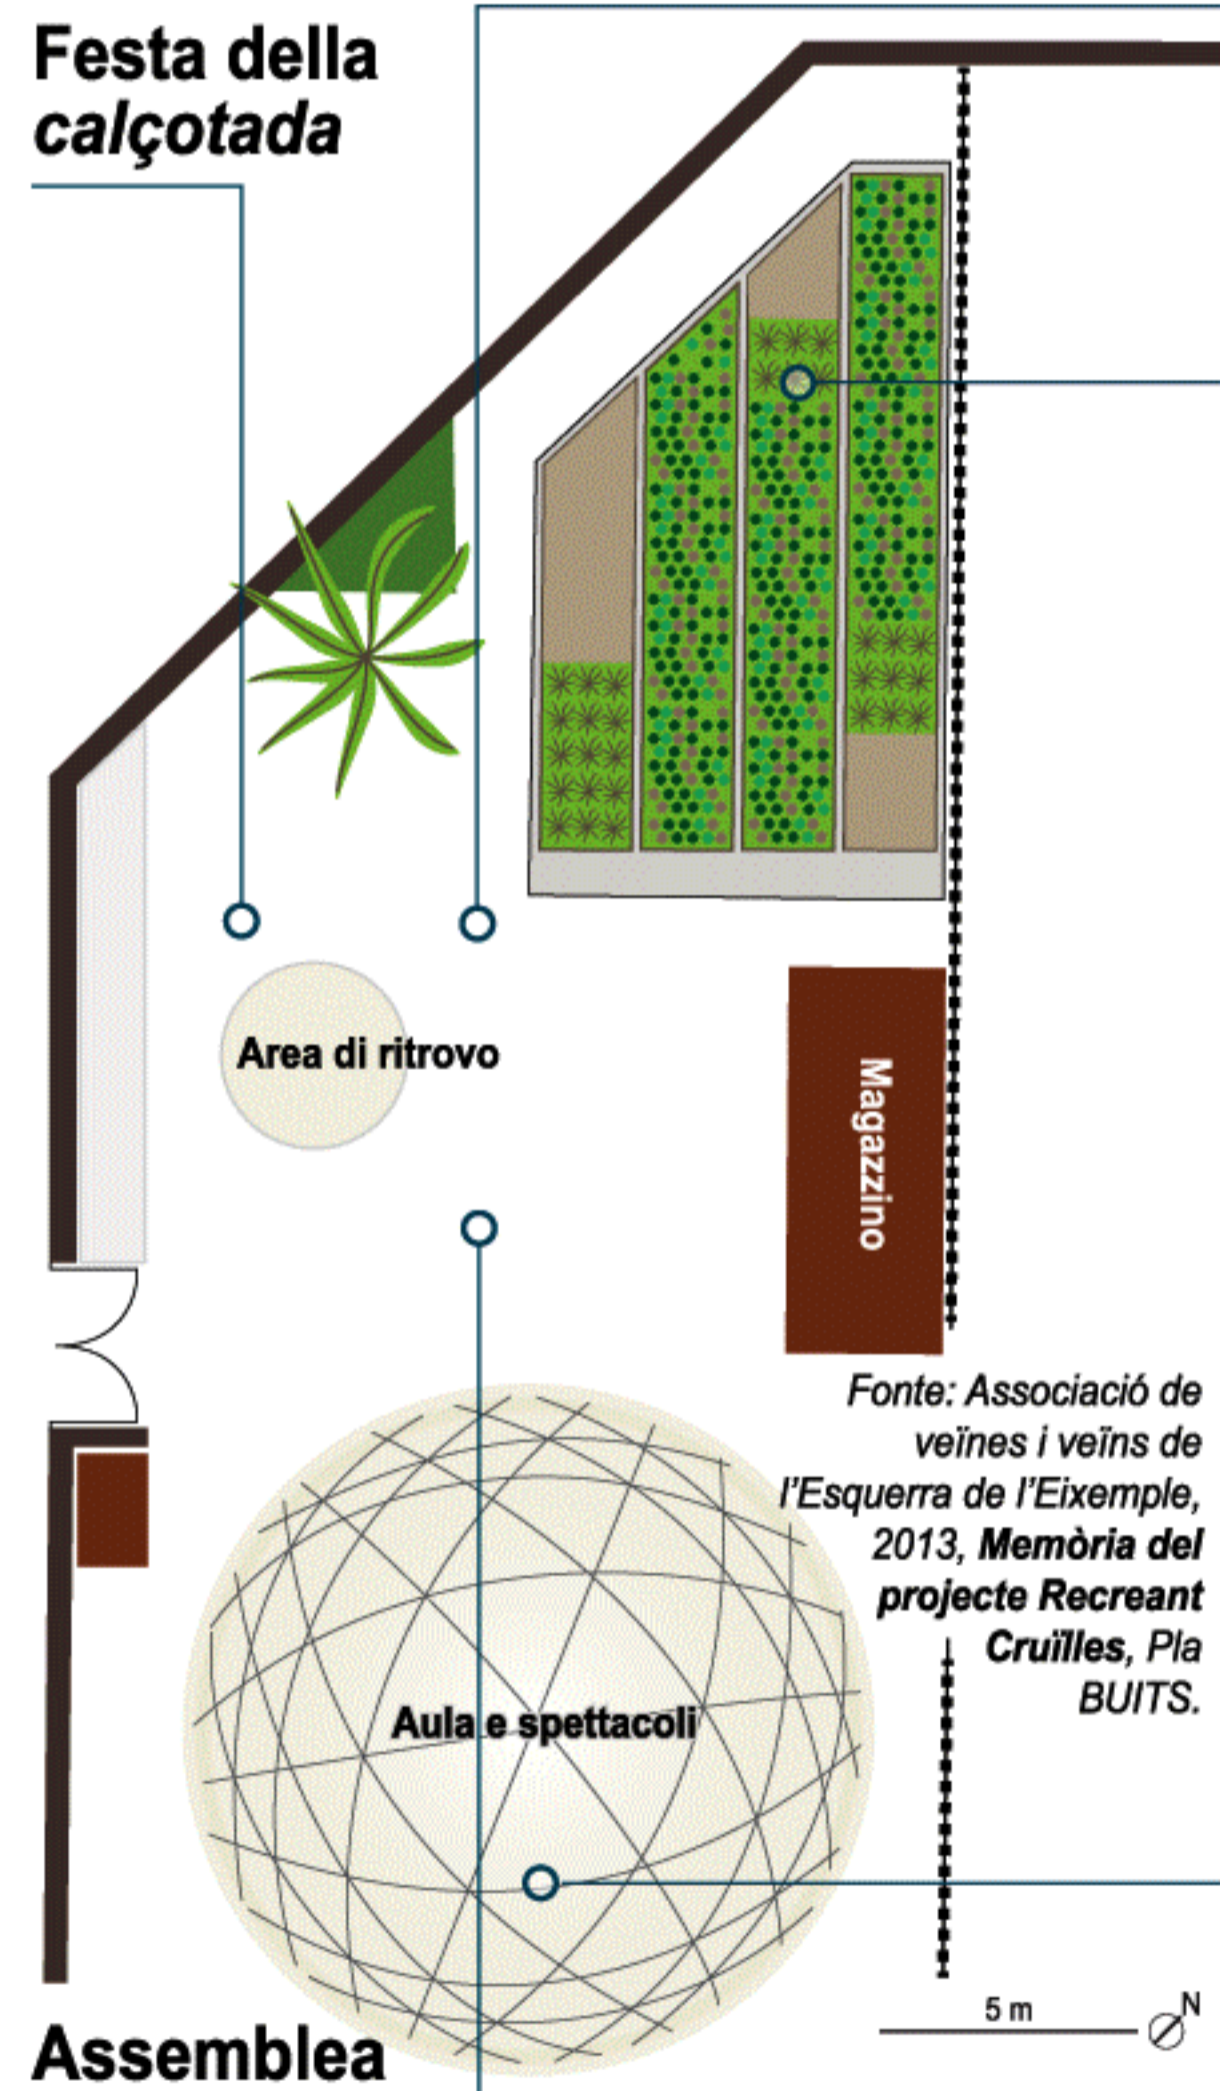 Festa della
calçotada
Area di ritrovo
Magazzino
Fonte: Associació de
veïnes i veïns de
l'Esquerra de l'Eixemple,
2013, Memòria del
projecte Recreant
Cruïlles, Pla
BUITS.
Aula e spettacoli
5 m
N
Assemblea